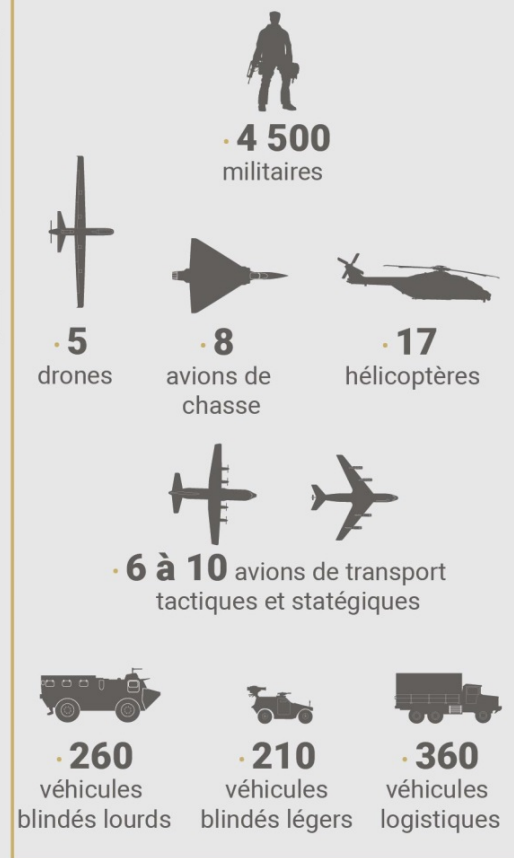 · 4 500
militaires
· 5
drones
· 8
avions de
chasse
· 17
hélicoptères
· 6 à 10 avions de transport
tactiques et statégiques
· 260
véhicules
blindés lourds
· 210
véhicules
blindés légers
· 360
véhicules
logistiques